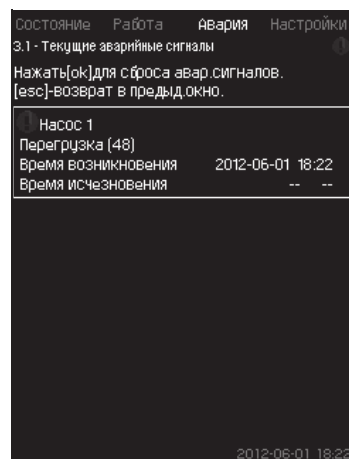 Состояние Работа Авария Настройки
3.1 - Текущие аварийные сигналы
Нажать[ok]для сброса авар.сигналов.
[esc]-возврат в предыд.окно.
Насос 1
Перегрузка (48)
Время возникновения 2012-06-01 18:22
Время исчезновения -- --
2012-06-01 18:22